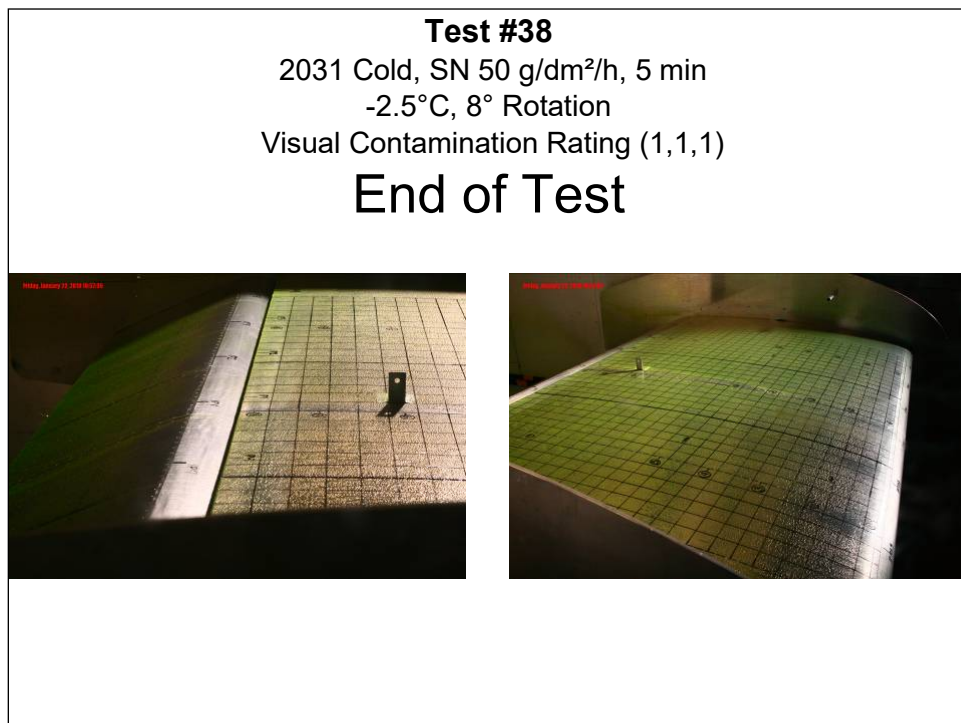 Test #38
2031 Cold, SN 50 g/dm²/h, 5 min
-2.5°C, 8° Rotation
Visual Contamination Rating (1,1,1)
End of Test